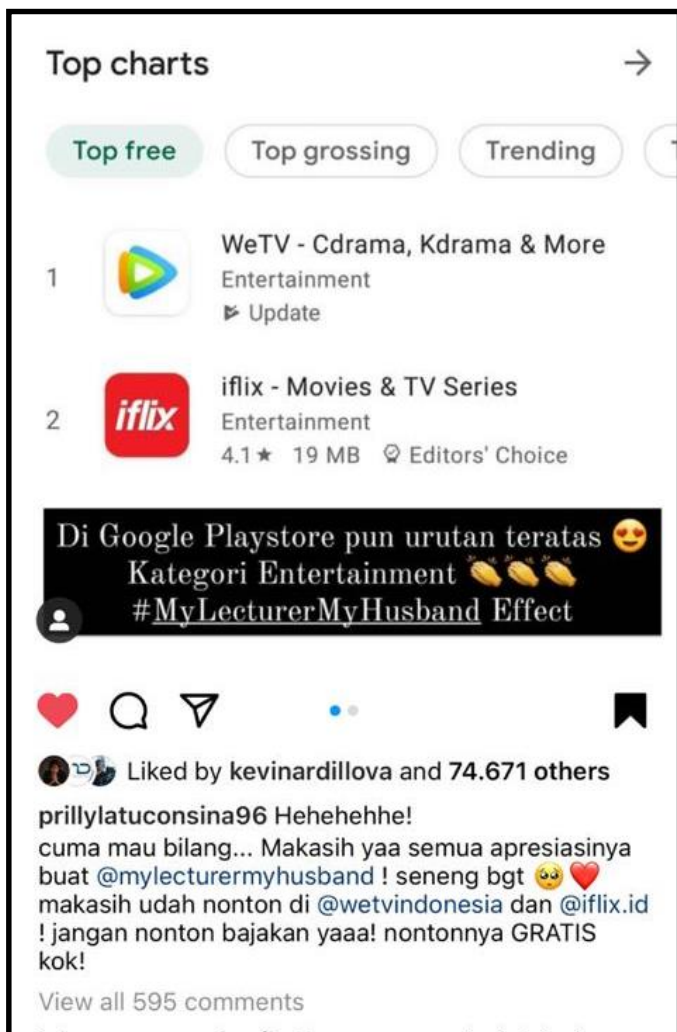 Top charts
Top free Top grossing Trending
1
WeTV - Cdrama, Kdrama & More
Entertainment
Update
2
iflix
iflix - Movies & TV Series
Entertainment
4.1★ 19 MB Editors' Choice
Di Google Playstore pun urutan teratas 😍
Kategori Entertainment 👏👏👏
#MyLecturerMyHusband Effect
Liked by kevinardillova and 74.671 others
prillylatuconsina96 Hehehehhe!
cuma mau bilang... Makasih yaa semua apresiasinya
buat @mylecturermyhusband ! seneng bgt 🥺❤️
makasih udah nonton di @wetvindonesia dan @iflix.id
! jangan nonton bajakan yaaa! nontonnya GRATIS
kok!
View all 595 comments